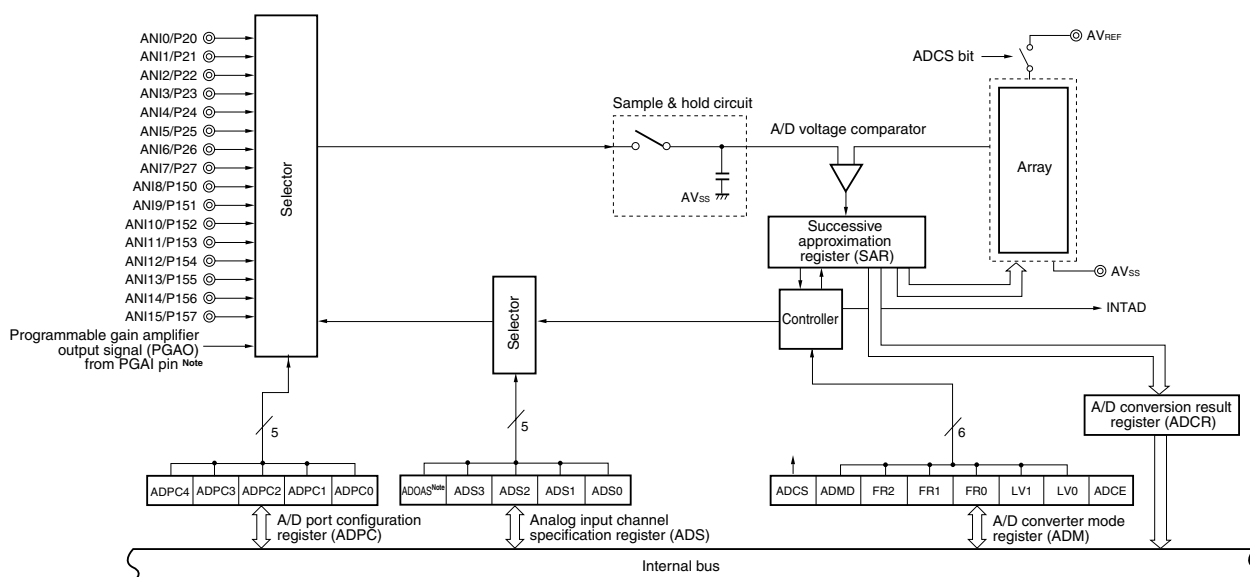 ANI0/P20
ANI1/P21
ANI2/P22
ANI3/P23
ANI4/P24
ANI5/P25
ANI6/P26
ANI7/P27
ANI8/P150
ANI9/P151
ANI10/P152
ANI11/P153
ANI12/P154
ANI13/P155
ANI14/P156
ANI15/P157
Programmable gain amplifier
output signal (PGAO)
from PGAI pin Note
Selector
Sample & hold circuit
AVSS
A/D voltage comparator
ADCS bit
AVREF
Array
AVSS
Successive
approximation
register (SAR)
Controller
INTAD
Selector
A/D conversion result
register (ADCR)
5
5
6
ADPC4 ADPC3 ADPC2 ADPC1 ADPC0
ADOAS Note ADS3 ADS2 ADS1 ADS0
ADCS ADMD FR2 FR1 FR0 LV1 LV0 ADCE
A/D port configuration
register (ADPC)
Analog input channel
specification register (ADS)
A/D converter mode
register (ADM)
Internal bus